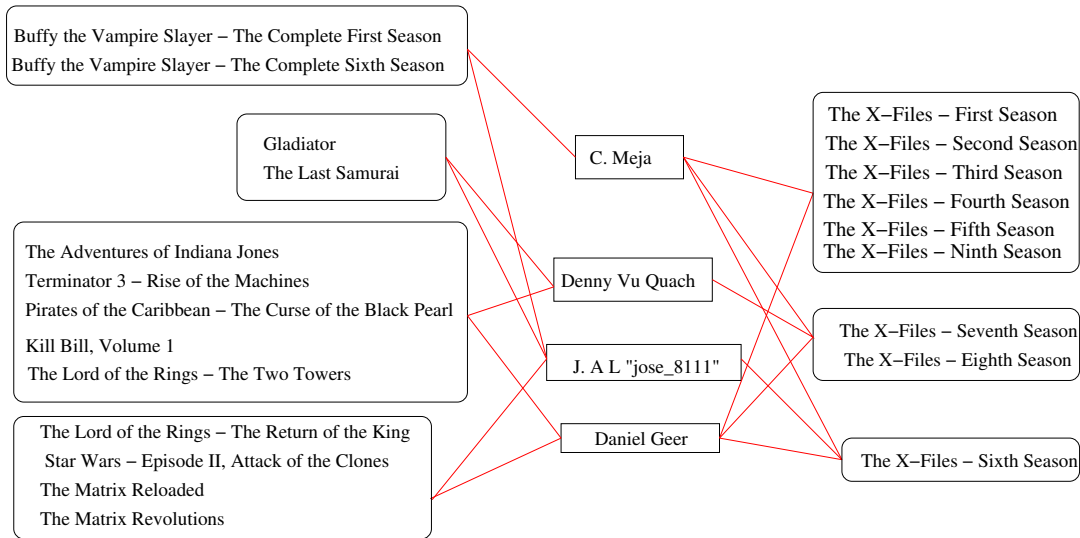 Buffy the Vampire Slayer − The Complete First Season
Buffy the Vampire Slayer − The Complete Sixth Season
Gladiator
The Last Samurai
The Adventures of Indiana Jones
Terminator 3 − Rise of the Machines
Pirates of the Caribbean − The Curse of the Black Pearl
Kill Bill, Volume 1
The Lord of the Rings − The Two Towers
The Lord of the Rings − The Return of the King
Star Wars − Episode II, Attack of the Clones
The Matrix Reloaded
The Matrix Revolutions
C. Meja
Denny Vu Quach
J. A L "jose_8111"
Daniel Geer
The X−Files − First Season
The X−Files − Second Season
The X−Files − Third Season
The X−Files − Fourth Season
The X−Files − Fifth Season
The X−Files − Ninth Season
The X−Files − Seventh Season
The X−Files − Eighth Season
The X−Files − Sixth Season